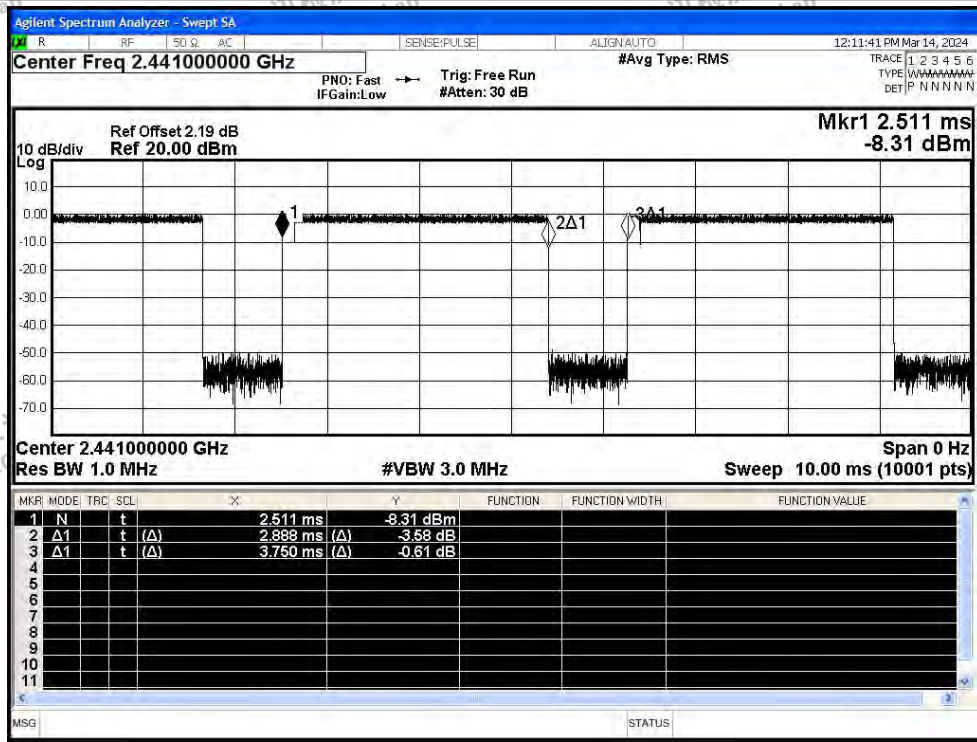 Agilent Spectrum Analyzer - Swept SA
LXI R RF 50 Ω AC SENSE:PULSE ALIGN AUTO 12:11:41 PM Mar 14, 2024
Center Freq 2.441000000 GHz
PNO: Fast
IFGain:Low
Trig: Free Run
#Atten: 30 dB
#Avg Type: RMS
TRACE 1 2 3 4 5 6
TYPE WWWWWW
DET P N N N N N
Mkr1 2.511 ms
-8.31 dBm
Ref Offset 2.19 dB
10 dB/div Ref 20.00 dBm
Log
10.0
0.00
-10.0
-20.0
-30.0
-40.0
-50.0
-60.0
-70.0
1
2Δ1
3Δ1
Center 2.441000000 GHz Span 0 Hz
Res BW 1.0 MHz #VBW 3.0 MHz Sweep 10.00 ms (10001 pts)
MKR MODE TRC SCL X Y FUNCTION FUNCTION WIDTH FUNCTION VALUE
1 N t 2.511 ms -8.31 dBm
2 Δ1 t (Δ) 2.888 ms (Δ) -3.58 dB
3 Δ1 t (Δ) 3.750 ms (Δ) -0.61 dB
4
5
6
7
8
9
10
11
MSG STATUS